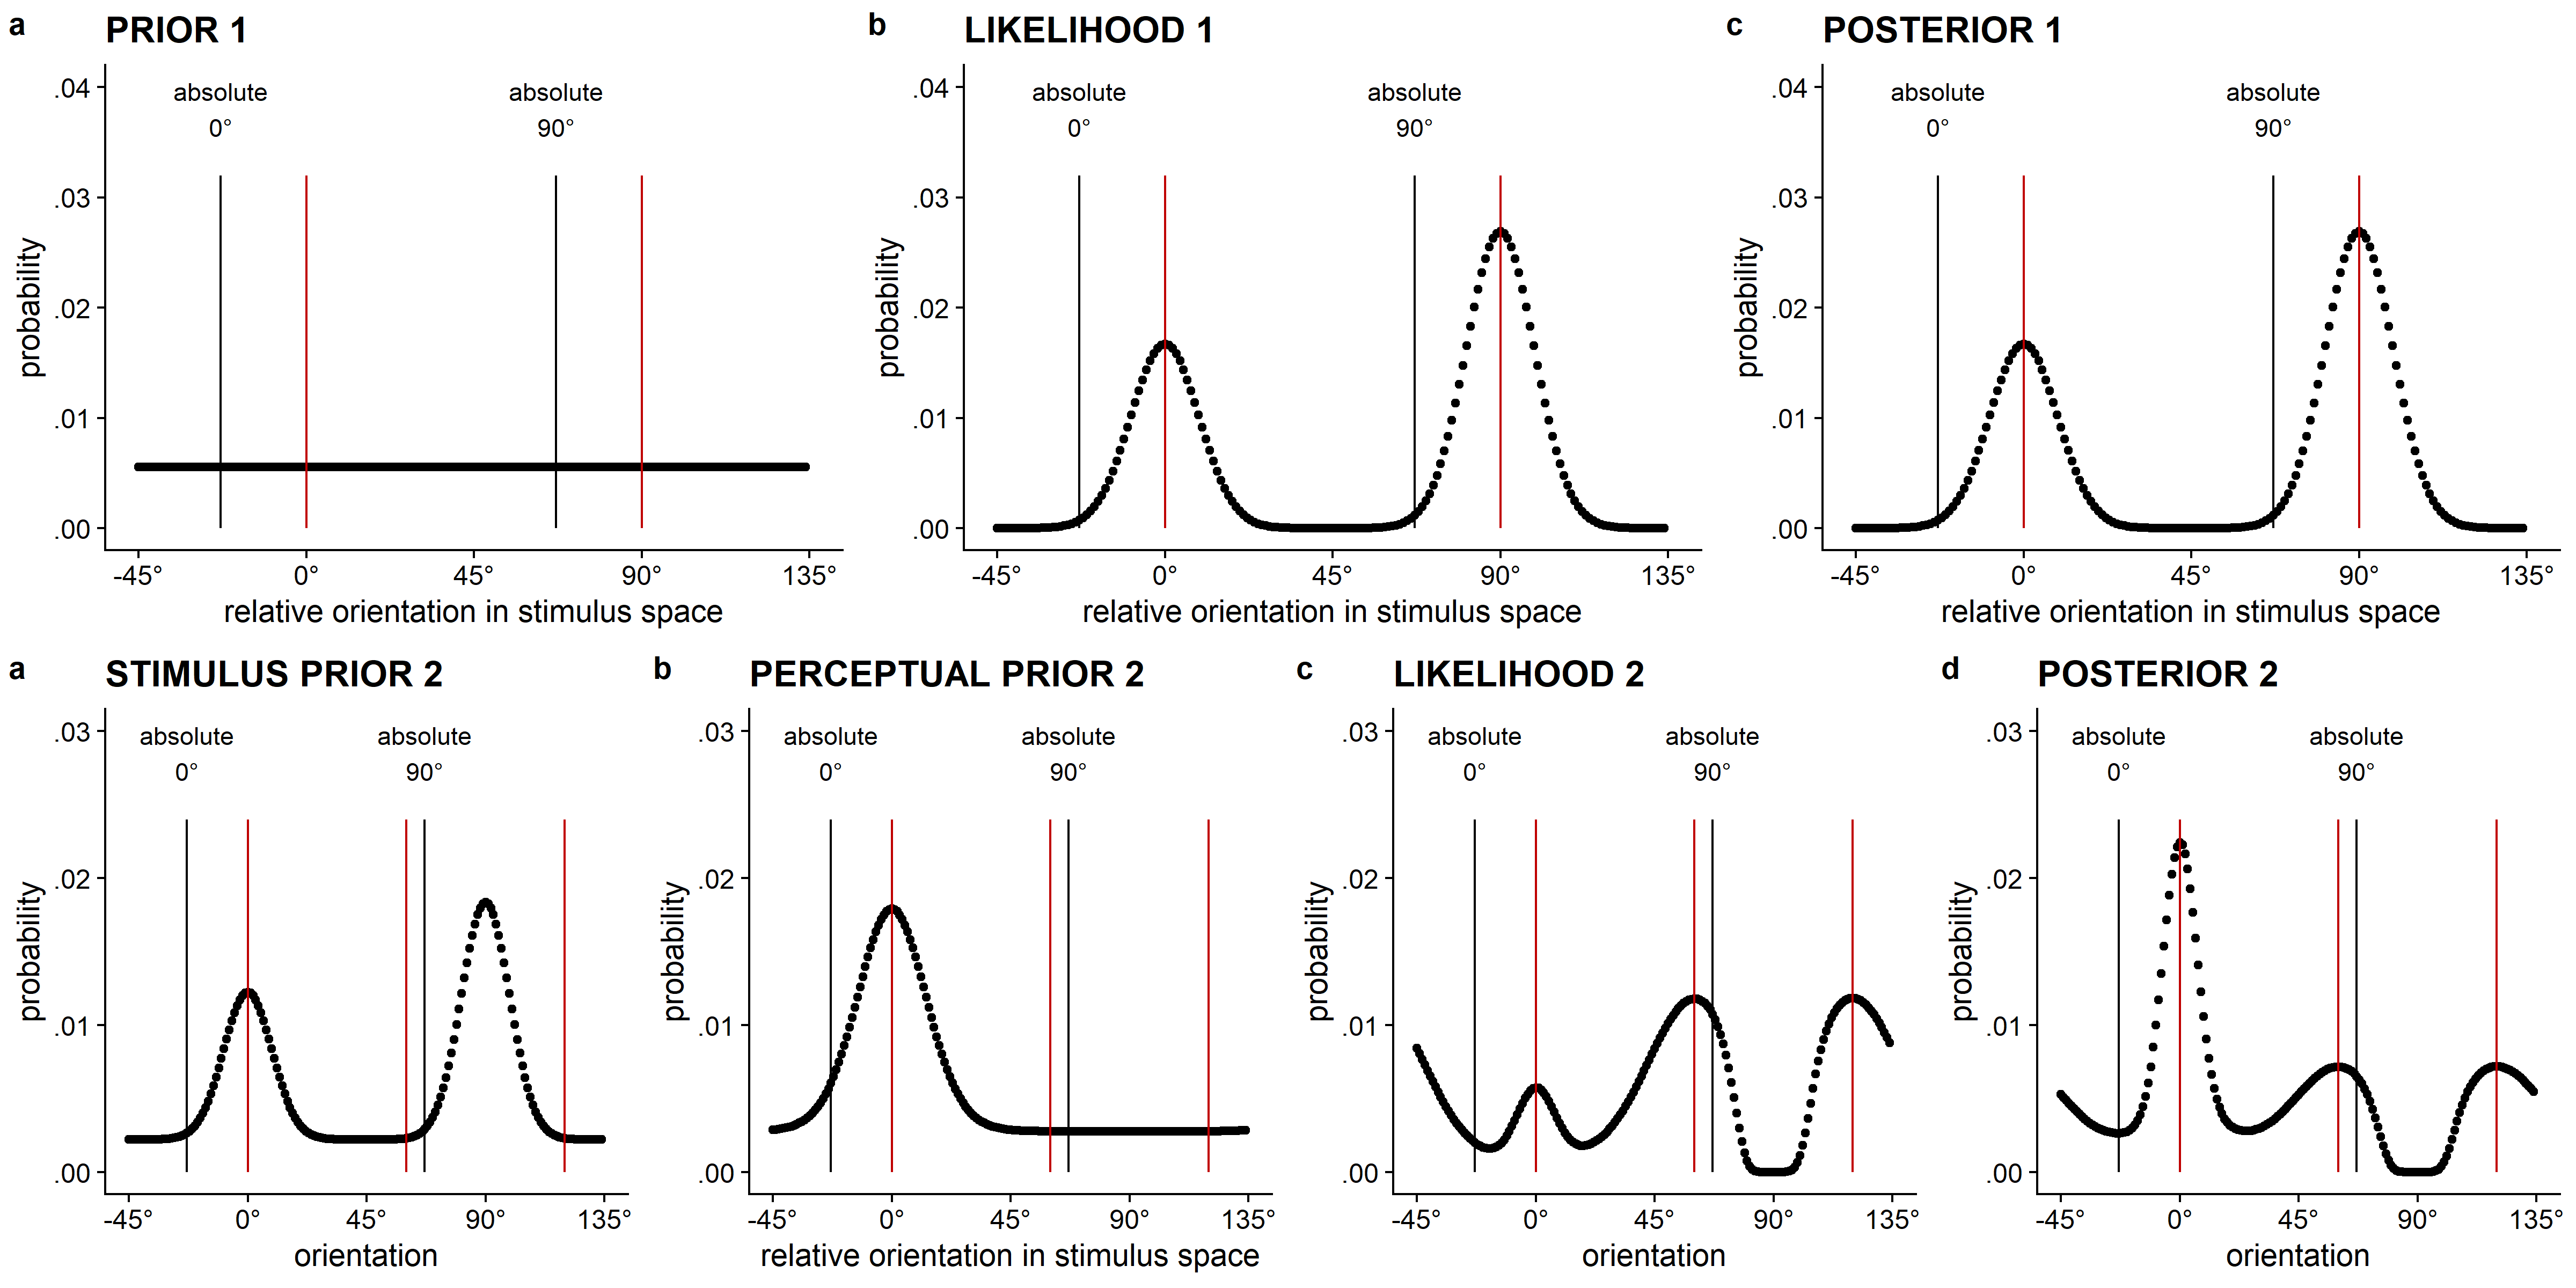 a PRIOR 1
absolute 0°
absolute 90°
.04
.03
.02
.01
.00
probability
-45° 0° 45° 90° 135°
relative orientation in stimulus space
b LIKELIHOOD 1
absolute 0°
absolute 90°
.04
.03
.02
.01
.00
probability
-45° 0° 45° 90° 135°
relative orientation in stimulus space
c POSTERIOR 1
absolute 0°
absolute 90°
.04
.03
.02
.01
.00
probability
-45° 0° 45° 90° 135°
relative orientation in stimulus space
a STIMULUS PRIOR 2
absolute 0°
absolute 90°
.03
.02
.01
.00
probability
-45° 0° 45° 90° 135°
orientation
b PERCEPTUAL PRIOR 2
absolute 0°
absolute 90°
.03
.02
.01
.00
probability
-45° 0° 45° 90° 135°
relative orientation in stimulus space
c LIKELIHOOD 2
absolute 0°
absolute 90°
.03
.02
.01
.00
probability
-45° 0° 45° 90° 135°
orientation
d POSTERIOR 2
absolute 0°
absolute 90°
.03
.02
.01
.00
probability
-45° 0° 45° 90° 135°
orientation